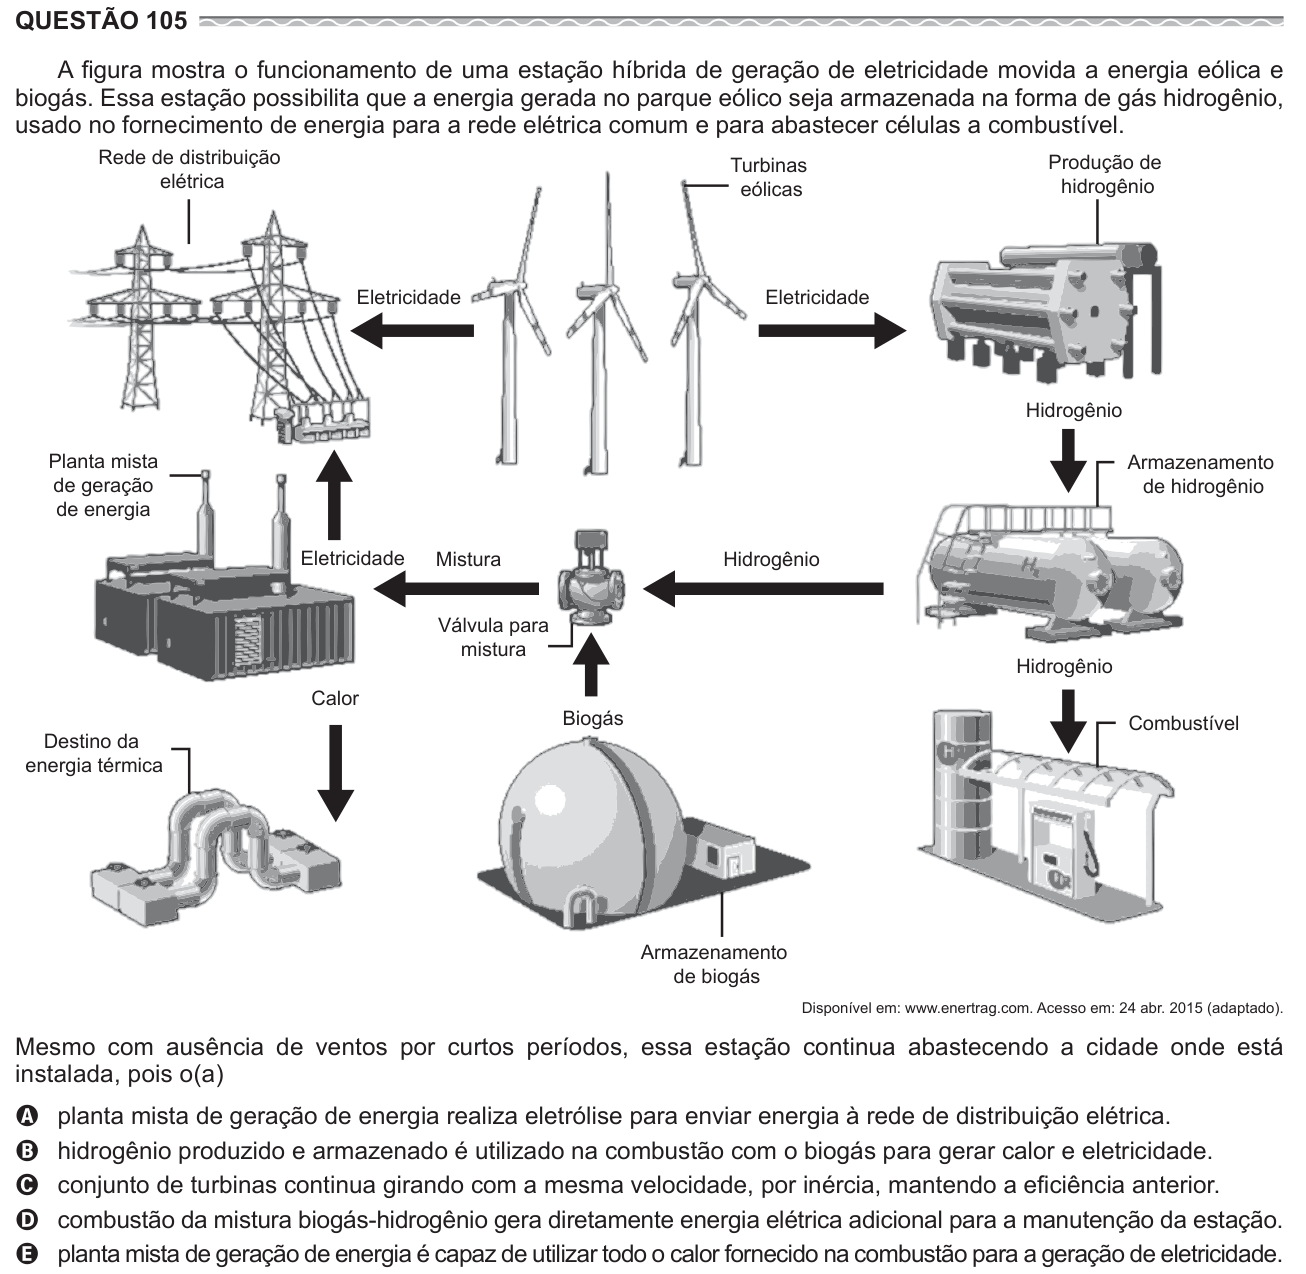 QUESTÃO 105
A figura mostra o funcionamento de uma estação híbrida de geração de eletricidade movida a energia eólica e
biogás. Essa estação possibilita que a energia gerada no parque eólico seja armazenada na forma de gás hidrogênio,
usado no fornecimento de energia para a rede elétrica comum e para abastecer células a combustível.
Rede de distribuição
elétrica
Turbinas
eólicas
Produção de
hidrogênio
Eletricidade
Eletricidade
Hidrogênio
Planta mista
de geração
de energia
Armazenamento
de hidrogênio
Eletricidade
Mistura
Hidrogênio
H₂
Válvula para
mistura
Hidrogênio
Calor
Biogás
Combustível
Destino da
energia térmica
Armazenamento
de biogás
Disponível em: www.enertrag.com. Acesso em: 24 abr. 2015 (adaptado).
Mesmo com ausência de ventos por curtos períodos, essa estação continua abastecendo a cidade onde está
instalada, pois o(a)
A planta mista de geração de energia realiza eletrólise para enviar energia à rede de distribuição elétrica.
B hidrogênio produzido e armazenado é utilizado na combustão com o biogás para gerar calor e eletricidade.
C conjunto de turbinas continua girando com a mesma velocidade, por inércia, mantendo a eficiência anterior.
D combustão da mistura biogás-hidrogênio gera diretamente energia elétrica adicional para a manutenção da estação.
E planta mista de geração de energia é capaz de utilizar todo o calor fornecido na combustão para a geração de eletricidade.